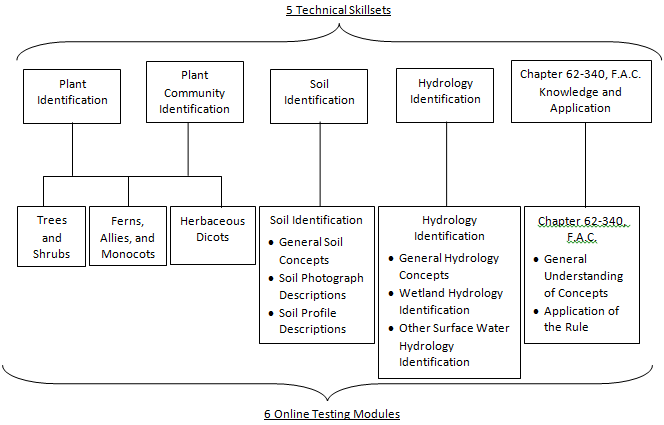 5 Technical Skillsets
Plant
Identification
Plant
Community
Identification
Soil
Identification
Hydrology
Identification
Chapter 62-340, F.A.C.
Knowledge and
Application
Trees
and
Shrubs
Ferns,
Allies, and
Monocots
Herbaceous
Dicots
Soil Identification
• General Soil
Concepts
• Soil Photograph
Descriptions
• Soil Profile
Descriptions
Hydrology
Identification
• General Hydrology
Concepts
• Wetland Hydrology
Identification
• Other Surface Water
Hydrology
Identification
Chapter 62-340,
F.A.C.
• General
Understanding
of Concepts
• Application of
the Rule
6 Online Testing Modules